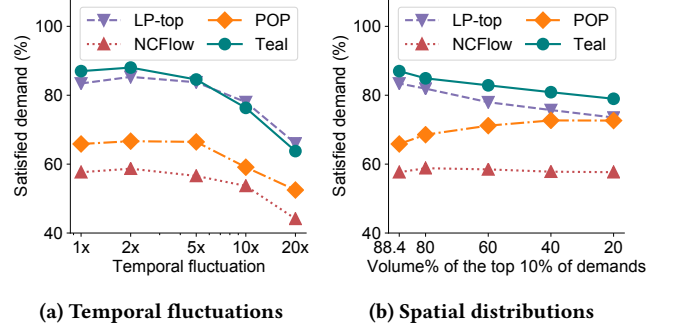 LP-top POP
NCFlow Teal
Satisfied demand (%)
100
80
60
40
1x 2x 5x 10x 20x
Temporal fluctuation
(a) Temporal fluctuations
LP-top POP
NCFlow Teal
Satisfied demand (%)
100
80
60
40
88.4 80 60 40 20
Volume% of the top 10% of demands
(b) Spatial distributions